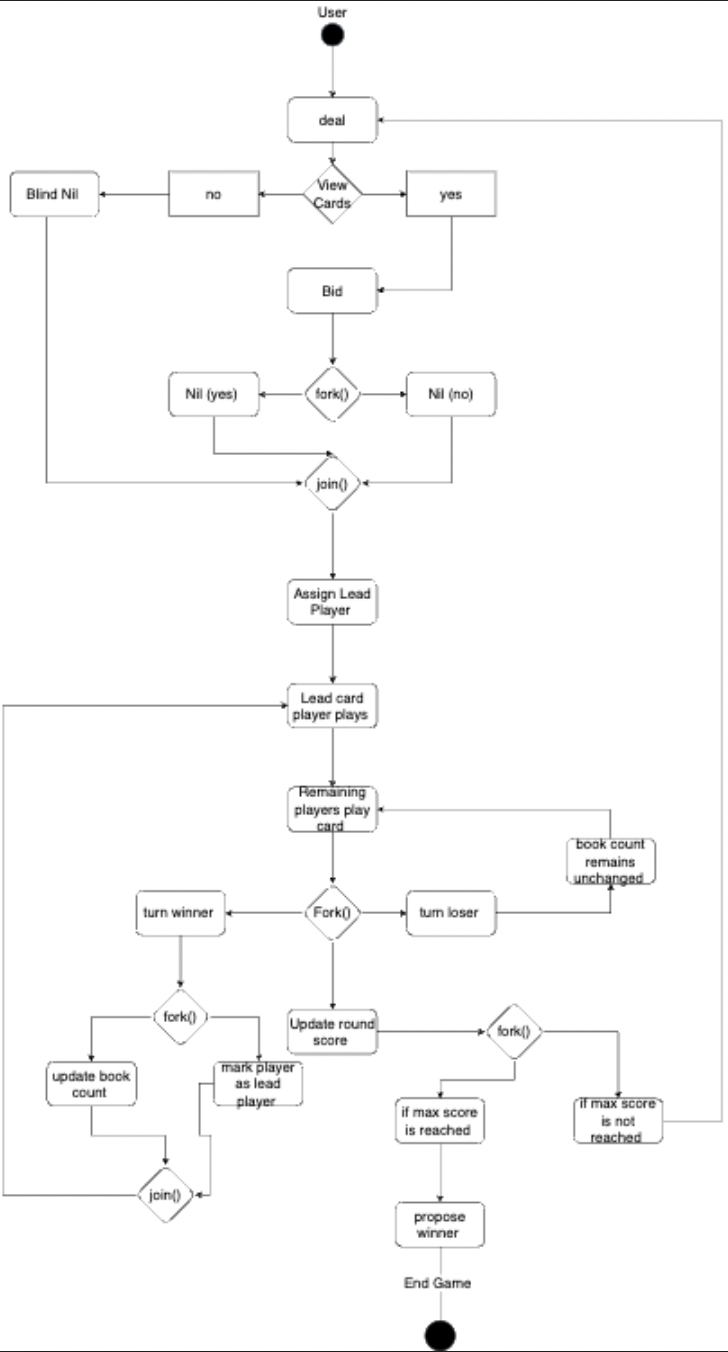 User
deal
View
Cards
Blind Nil
no
yes
Bid
Nil (yes)
fork()
Nil (no)
join()
Assign Lead
Player
Lead card
player plays
Remaining
players play
card
book count
remains
unchanged
turn winner
Fork()
turn loser
fork()
Update round
score
fork()
update book
count
mark player
as lead
player
if max score
is reached
if max score
is not
reached
join()
propose
winner
End Game